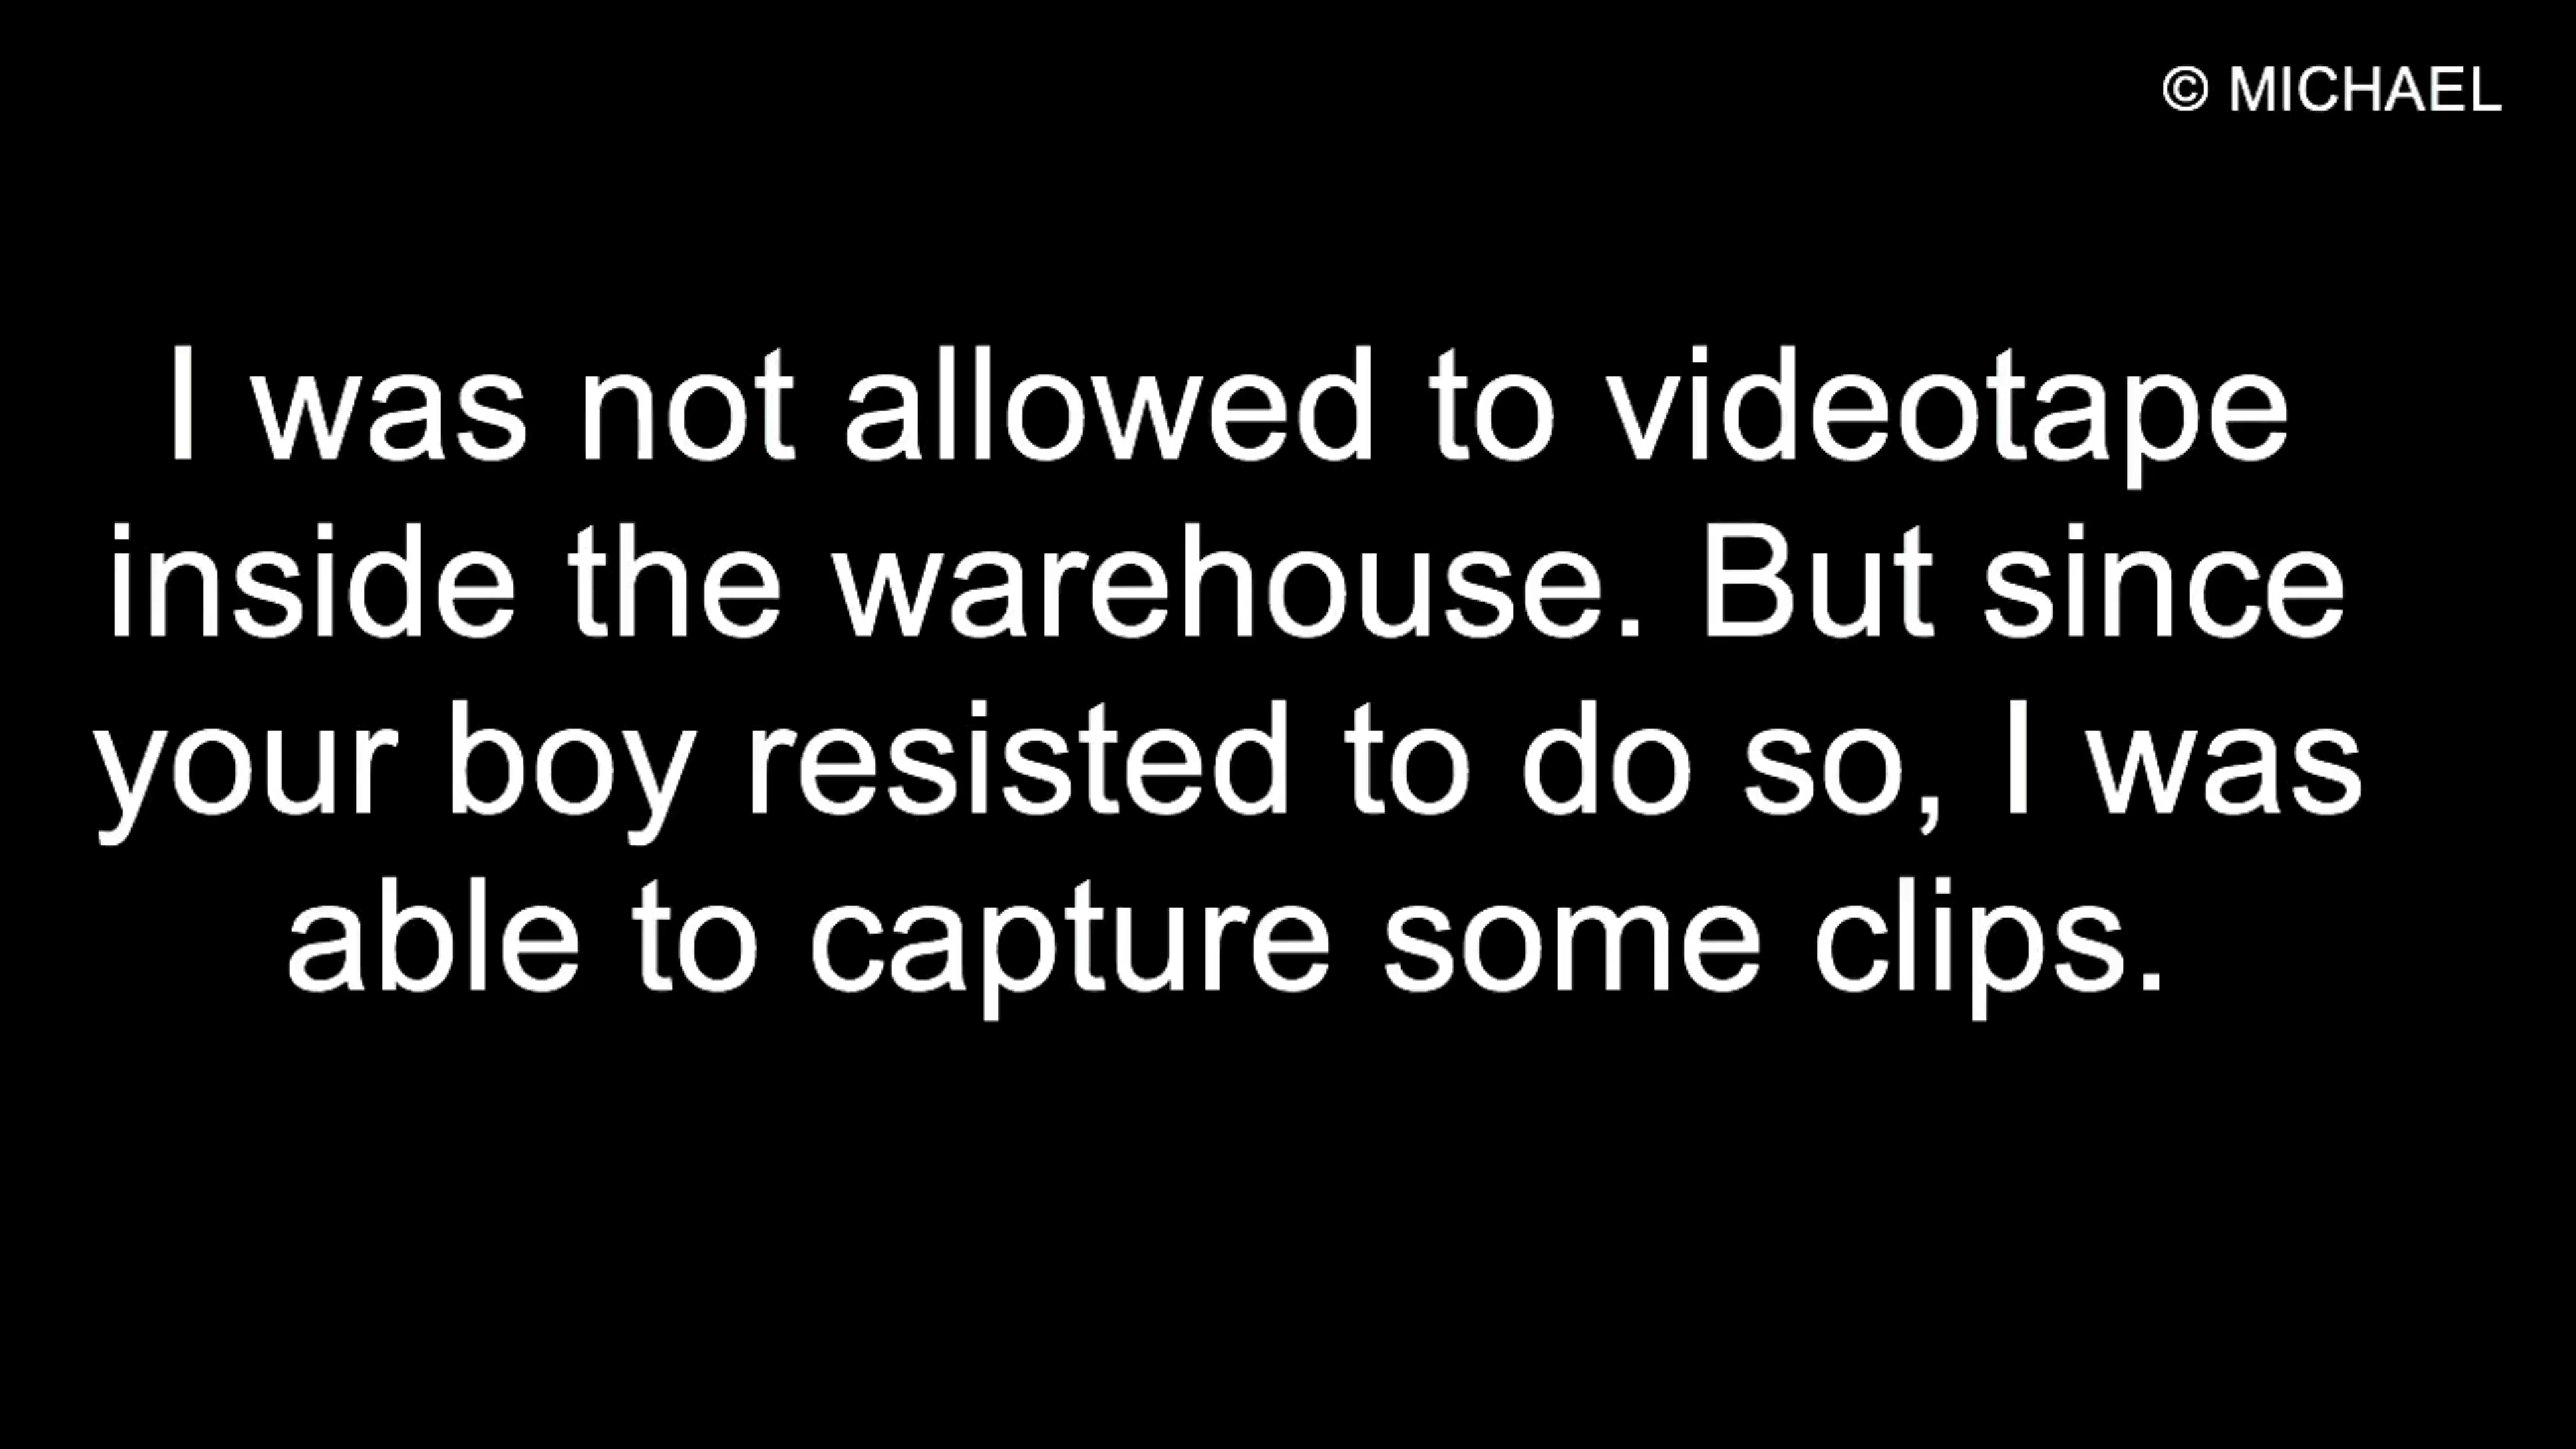 © MICHAEL
I was not allowed to videotape
inside the warehouse. But since
your boy resisted to do so, I was
able to capture some clips.